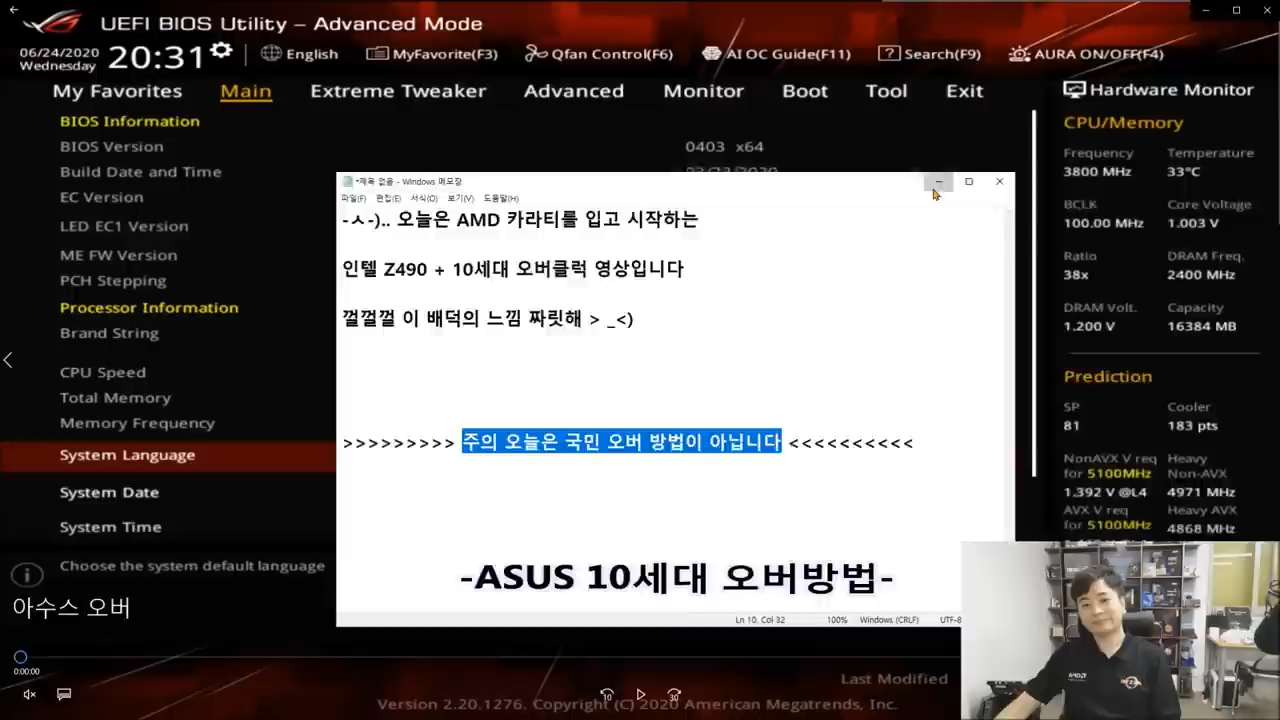 UEFI BIOS Utility – Advanced Mode
06/24/2020
Wednesday
20:31
English
MyFavorite(F3)
Qfan Control(F6)
AI OC Guide(F11)
Search(F9)
AURA ON/OFF(F4)
My Favorites
Main
Extreme Tweaker
Advanced
Monitor
Boot
Tool
Exit
Hardware Monitor
BIOS Information
BIOS Version
0403 x64
Build Date and Time
EC Version
LED EC1 Version
ME FW Version
PCH Stepping
Processor Information
Brand String
CPU Speed
Total Memory
Memory Frequency
System Language
System Date
System Time
Choose the system default language
*제목 없음 - Windows 메모장
파일(F) 편집(E) 서식(O) 보기(V) 도움말(H)
-ㅅ-).. 오늘은 AMD 카라티를 입고 시작하는
인텔 Z490 + 10세대 오버클럭 영상입니다
껄껄껄 이 배덕의 느낌 짜릿해 > _<)
>>>>>>>>> 주의 오늘은 국민 오버 방법이 아닙니다 <<<<<<<<<<
-ASUS 10세대 오버방법-
Ln 10, Col 32
100%
Windows (CRLF)
UTF-8
CPU/Memory
Frequency Temperature
3800 MHz 33°C
BCLK Core Voltage
100.00 MHz 1.003 V
Ratio DRAM Freq.
38x 2400 MHz
DRAM Volt. Capacity
1.200 V 16384 MB
Prediction
SP Cooler
81 183 pts
NonAVX V req Heavy
for 5100MHz Non-AVX
1.392 V @L4 4971 MHz
AVX V req Heavy AVX
for 5100MHz 4868 MHz
아수스 오버
0:00:00
10
30
Last Modified
Version 2.20.1276. Copyright (C) 2020 American Megatrends, Inc.